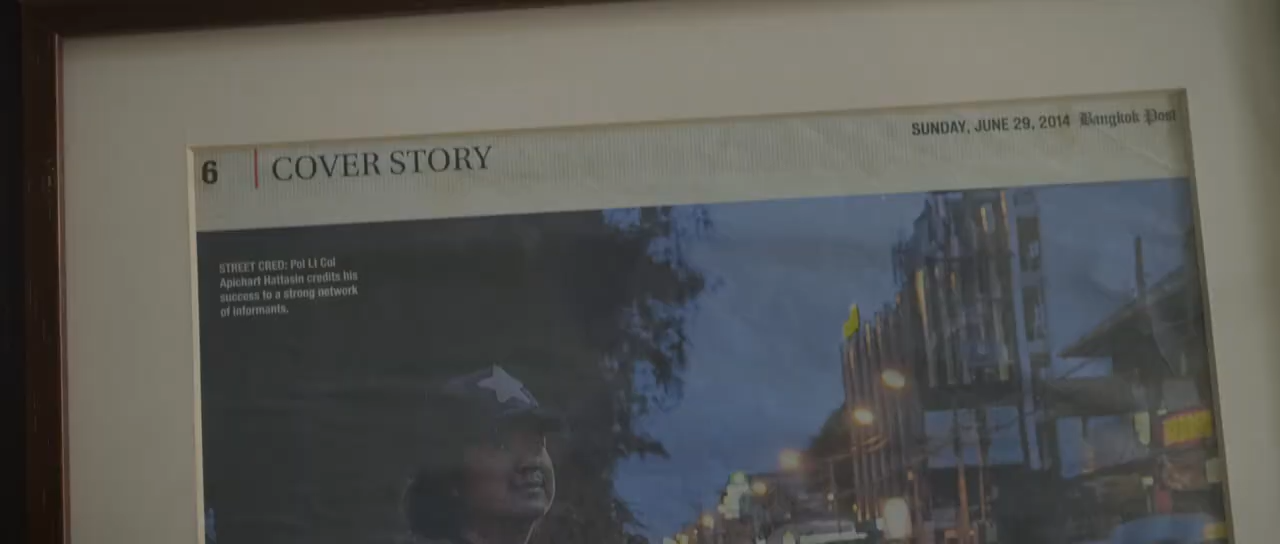 6 | COVER STORY
SUNDAY, JUNE 29, 2014 Bangkok Post
STREET CRED: Pol Lt Col
Apichart Hattasin credits his
success to a strong network
of informants.